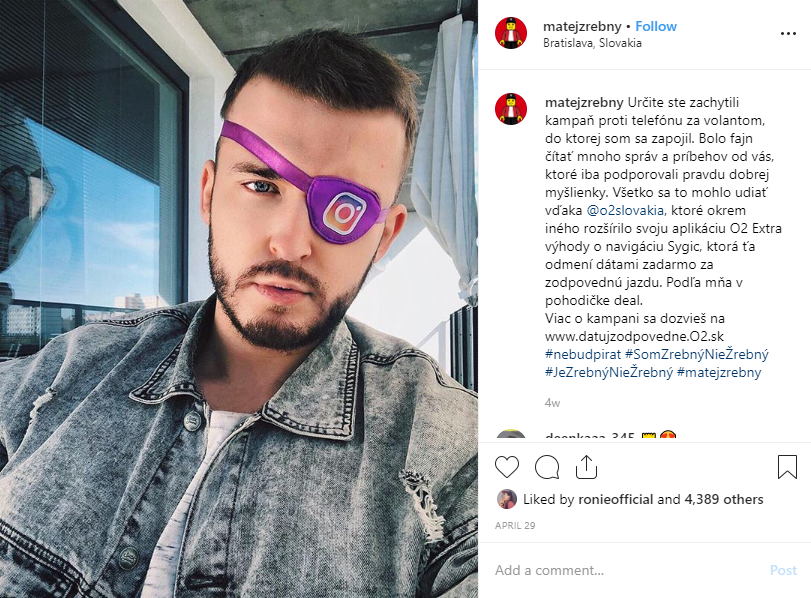 matejzrebny • Follow
Bratislava, Slovakia
matejzrebny Určite ste zachytili
kampaň proti telefónu za volantom,
do ktorej som sa zapojil. Bolo fajn
čítať mnoho správ a príbehov od vás,
ktoré iba podporovali pravdu dobrej
myšlienky. Všetko sa to mohlo udiať
vďaka @o2slovakia, ktoré okrem
iného rozšírilo svoju aplikáciu O2 Extra
výhody o navigáciu Sygic, ktorá ťa
odmení dátami zadarmo za
zodpovednú jazdu. Podľa mňa v
pohodičke deal.
Viac o kampani sa dozvieš na
www.datujzodpovedne.O2.sk
#nebudpirat #SomZrebnýNieŽrebný
#JeZrebnýNieŽrebný #matejzrebny
4w
Liked by ronieofficial and 4,389 others
APRIL 29
Add a comment...
Post